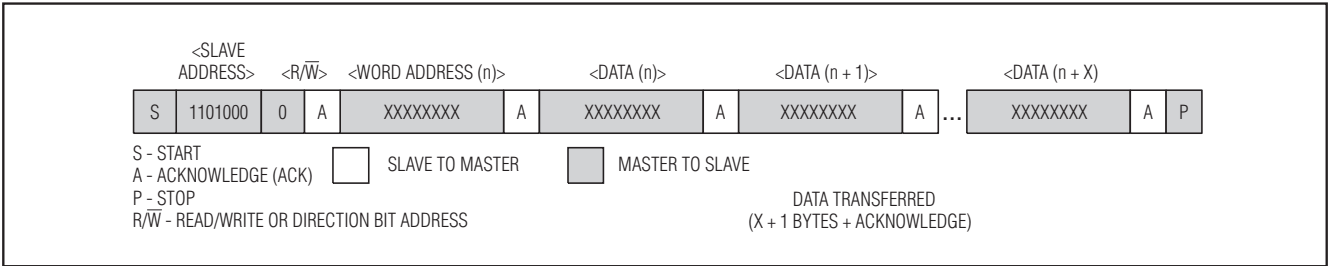 <SLAVE
ADDRESS> <R/W̅> <WORD ADDRESS (n)> <DATA (n)> <DATA (n + 1)> <DATA (n + X)
S 1101000 0 A XXXXXXXX A XXXXXXXX A XXXXXXXX A ... XXXXXXXX A P
S - START
A - ACKNOWLEDGE (ACK) SLAVE TO MASTER MASTER TO SLAVE
P - STOP DATA TRANSFERRED
R/W̅ - READ/WRITE OR DIRECTION BIT ADDRESS (X + 1 BYTES + ACKNOWLEDGE)